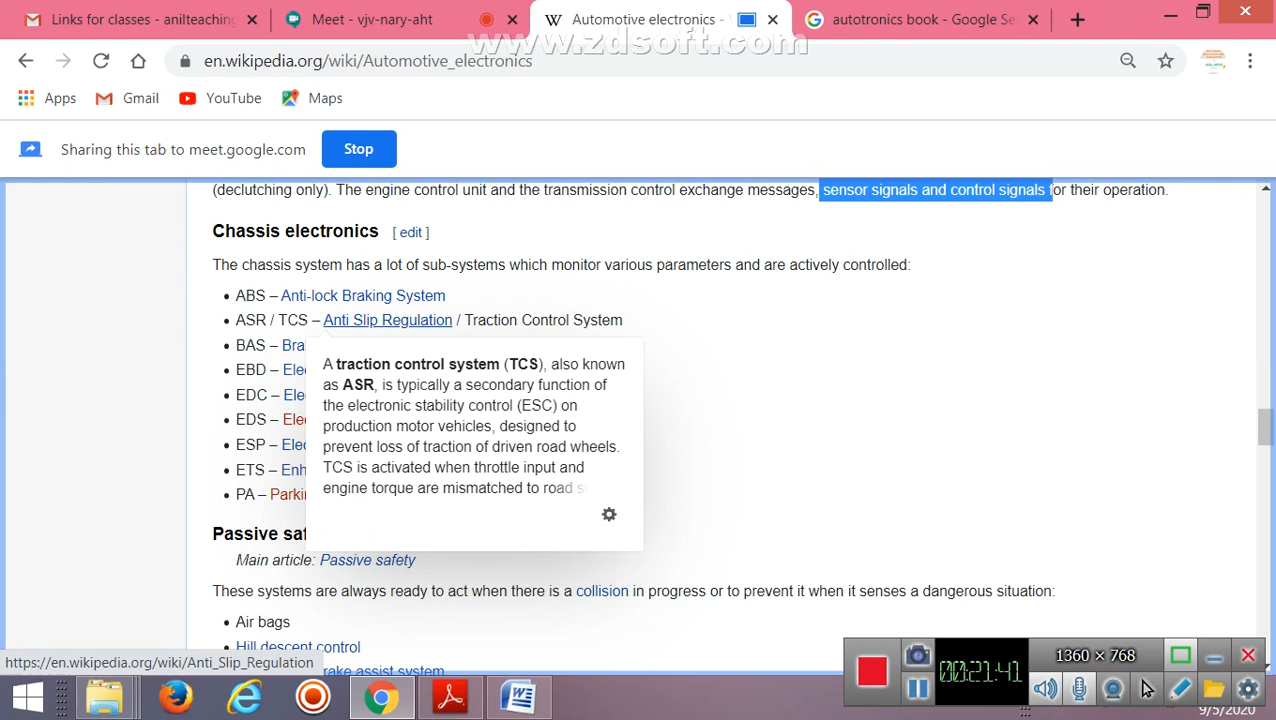 Links for classes - anilteaching
Meet - vjv-nary-aht
Automotive electronics -
autotronics book - Google Se
www.zdsoft.com
en.wikipedia.org/wiki/Automotive_electronics
Apps
Gmail
YouTube
Maps
Sharing this tab to meet.google.com
Stop
(declutching only). The engine control unit and the transmission control exchange messages, sensor signals and control signals for their operation.
Chassis electronics [ edit ]
The chassis system has a lot of sub-systems which monitor various parameters and are actively controlled:
• ABS – Anti-lock Braking System
• ASR / TCS – Anti Slip Regulation / Traction Control System
• BAS – Bra
• EBD – Elec
• EDC – Elec
• EDS – Elec
• ESP – Elec
• ETS – Enh
• PA – Parkin
A traction control system (TCS), also known
as ASR, is typically a secondary function of
the electronic stability control (ESC) on
production motor vehicles, designed to
prevent loss of traction of driven road wheels.
TCS is activated when throttle input and
engine torque are mismatched to road s
Passive saf
Main article: Passive safety
These systems are always ready to act when there is a collision in progress or to prevent it when it senses a dangerous situation:
• Air bags
• Hill descent control
rake assist system
https://en.wikipedia.org/wiki/Anti_Slip_Regulation
00:21:41
1360 × 768
9/5/2020